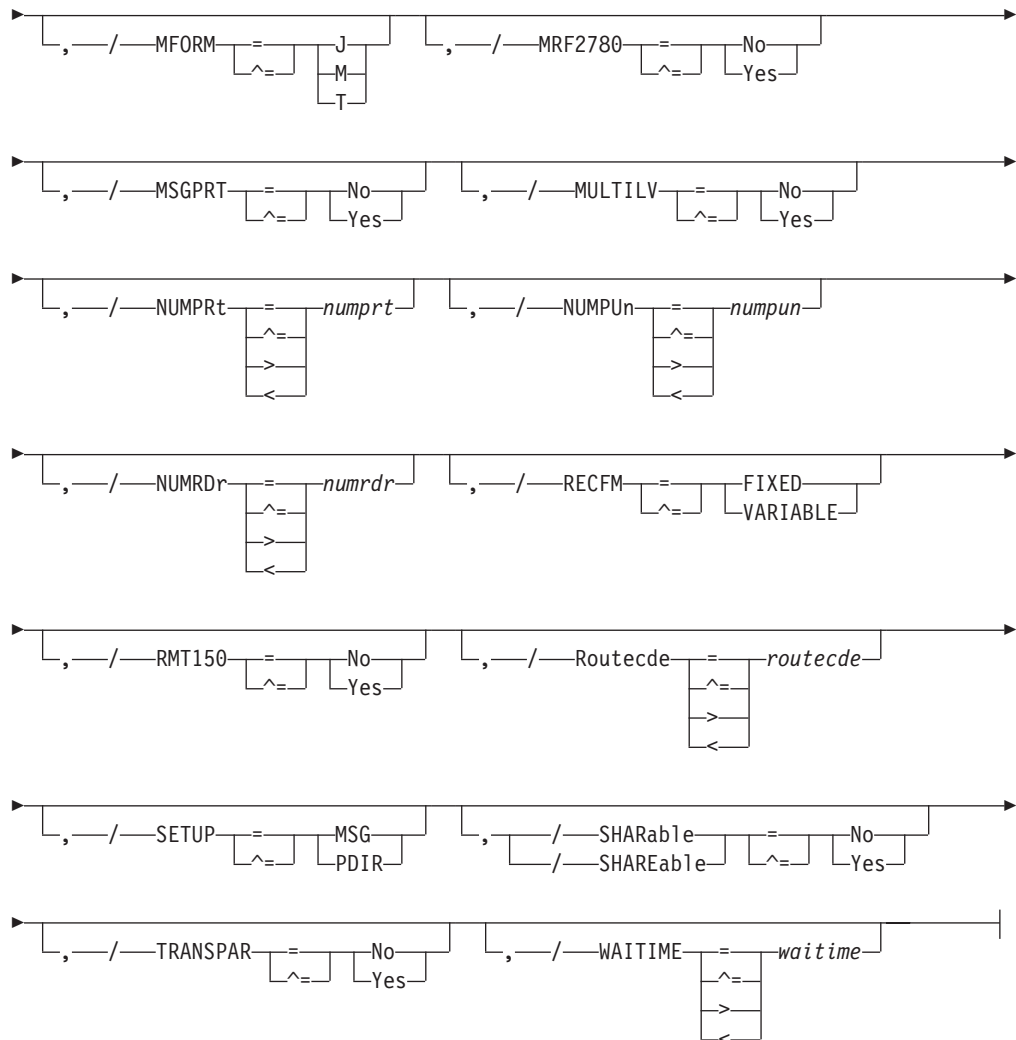 , / MFORM = J , / MRF2780 = No
^= M ^= Yes
T
, / MSGPRT = No , / MULTILV = No
^= Yes ^= Yes
, / NUMPRt = numprt , / NUMPUn = numpun
^= ^=
> >
< <
, / NUMRDr = numrdr , / RECFM = FIXED
^= ^= VARIABLE
>
<
, / RMT150 = No , / Routecde = routecde
^= Yes ^=
>
<
, / SETUP = MSG , / SHARable = No
^= PDIR / SHAREable ^= Yes
, / TRANSPAR = No , / WAITIME = waitime
^= Yes ^=
>
<